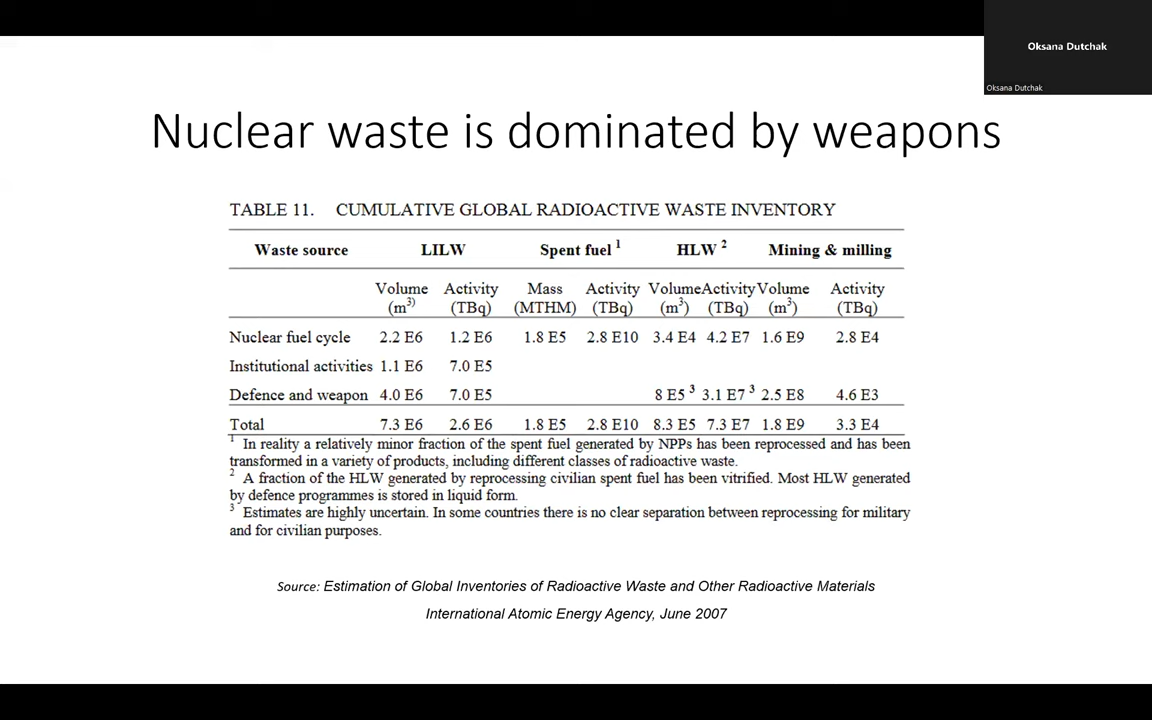 Oksana Dutchak
Oksana Dutchak
Nuclear waste is dominated by weapons
TABLE 11. CUMULATIVE GLOBAL RADIOACTIVE WASTE INVENTORY
Waste source LILW Spent fuel 1 HLW 2 Mining & milling
Volume Activity Mass Activity VolumeActivityVolume Activity
(m3) (TBq) (MTHM) (TBq) (m3) (TBq) (m3) (TBq)
Nuclear fuel cycle 2.2 E6 1.2 E6 1.8 E5 2.8 E10 3.4 E4 4.2 E7 1.6 E9 2.8 E4
Institutional activities 1.1 E6 7.0 E5
Defence and weapon 4.0 E6 7.0 E5 8 E5 3 3.1 E7 3 2.5 E8 4.6 E3
Total 7.3 E6 2.6 E6 1.8 E5 2.8 E10 8.3 E5 7.3 E7 1.8 E9 3.3 E4
1 In reality a relatively minor fraction of the spent fuel generated by NPPs has been reprocessed and has been
transformed in a variety of products, including different classes of radioactive waste.
2 A fraction of the HLW generated by reprocessing civilian spent fuel has been vitrified. Most HLW generated
by defence programmes is stored in liquid form.
3 Estimates are highly uncertain. In some countries there is no clear separation between reprocessing for military
and for civilian purposes.
Source: Estimation of Global Inventories of Radioactive Waste and Other Radioactive Materials
International Atomic Energy Agency, June 2007